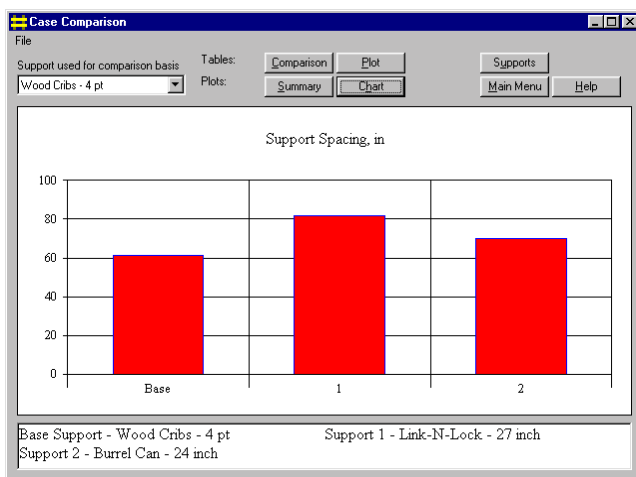 Case Comparison
File
Support used for comparison basis
Wood Cribs - 4 pt
Tables:
Plots:
Comparison
Plot
Summary
Chart
Supports
Main Menu
Help
Support Spacing, in
100
80
60
40
20
0
Base
1
2
Base Support - Wood Cribs - 4 pt
Support 1 - Link-N-Lock - 27 inch
Support 2 - Burrel Can - 24 inch